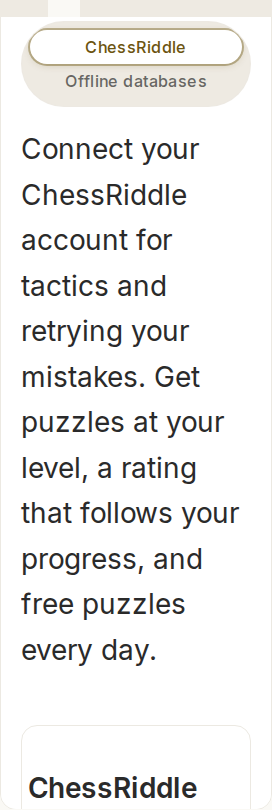 ChessRiddle
Offline databases
Connect your
ChessRiddle
account for
tactics and
retrying your
mistakes. Get
puzzles at your
level, a rating
that follows your
progress, and
free puzzles
every day.
ChessRiddle